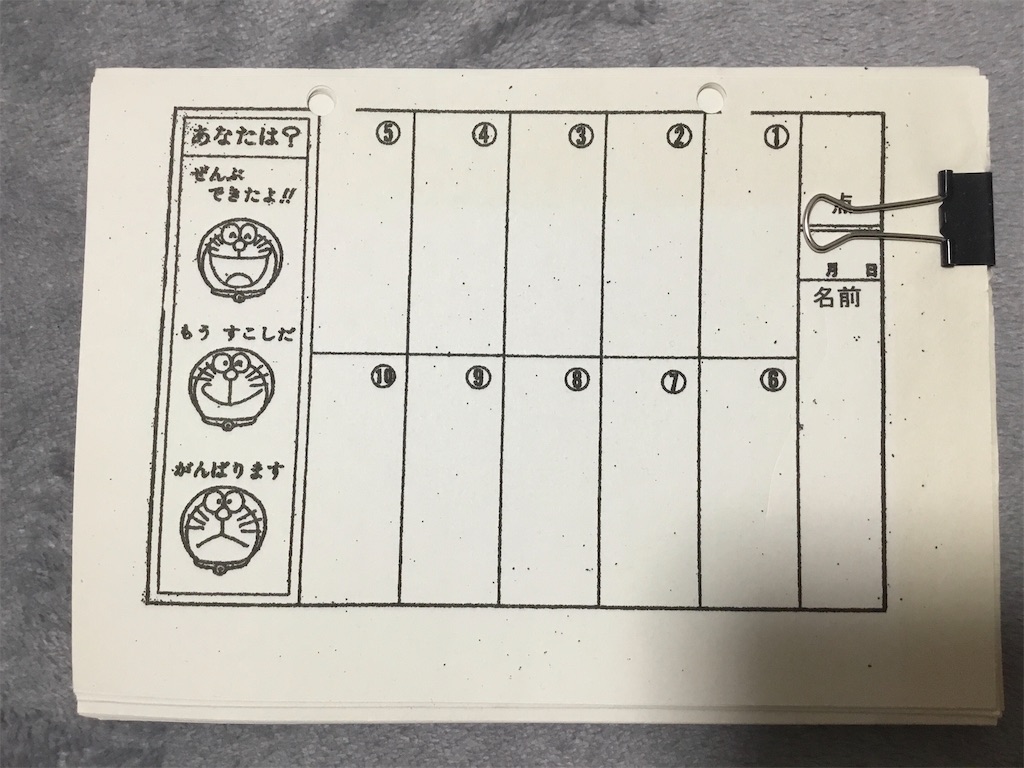 点
月 日
名前
①
②
③
④
⑤
⑥
⑦
⑧
⑨
⑩
あなたは?
ぜんぶ
できたよ!!
もう すこしだ
がんばります